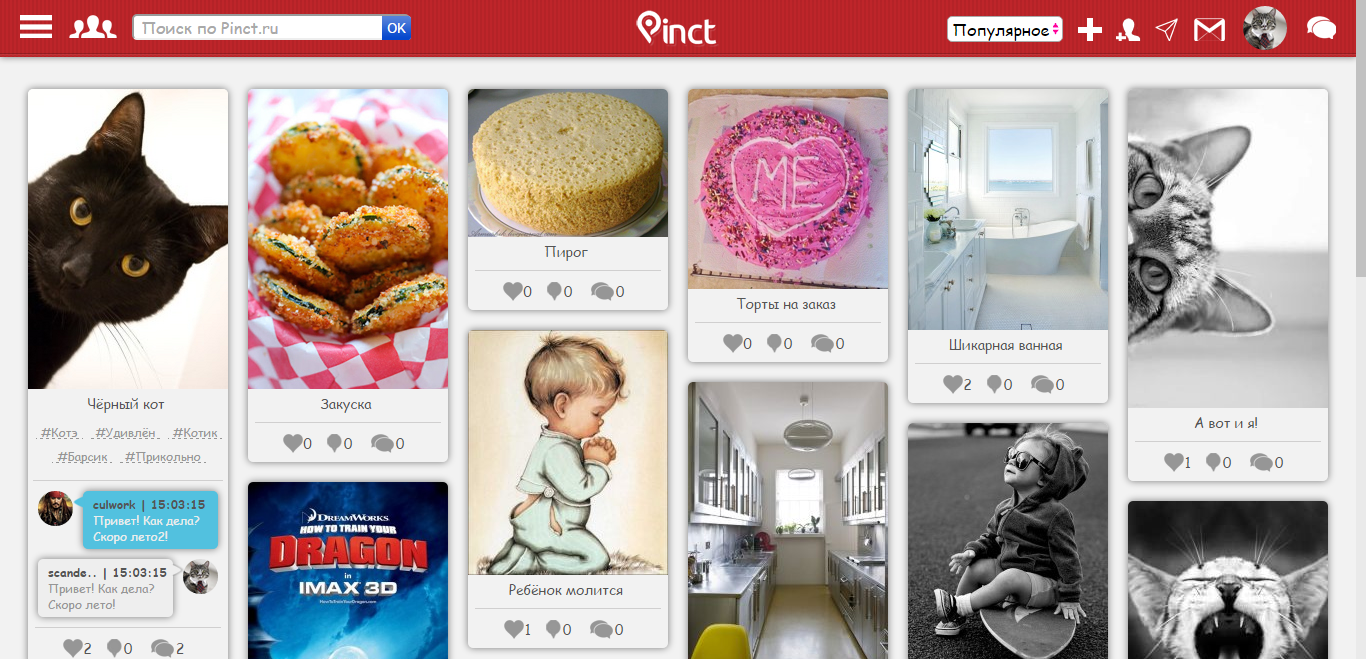 Поиск по Pinct.ru
OK
Pinct
Популярное
Чёрный кот
#Котэ #Удивлён #Котик
#Барсик #Прикольно
culwork | 15:03:15
Привет! Как дела?
Скоро лето2!
scande.. | 15:03:15
Привет! Как дела?
Скоро лето!
2 0 2
Закуска
0 0 0
DREAMWORKS
HOW TO TRAIN YOUR
DRAGON
in
IMAX 3D
HowToTrainYourDragon.com
Пирог
0 0 0
Ребёнок молится
1 0 0
ME
Торты на заказ
0 0 0
Шикарная ванная
2 0 0
А вот и я!
1 0 0